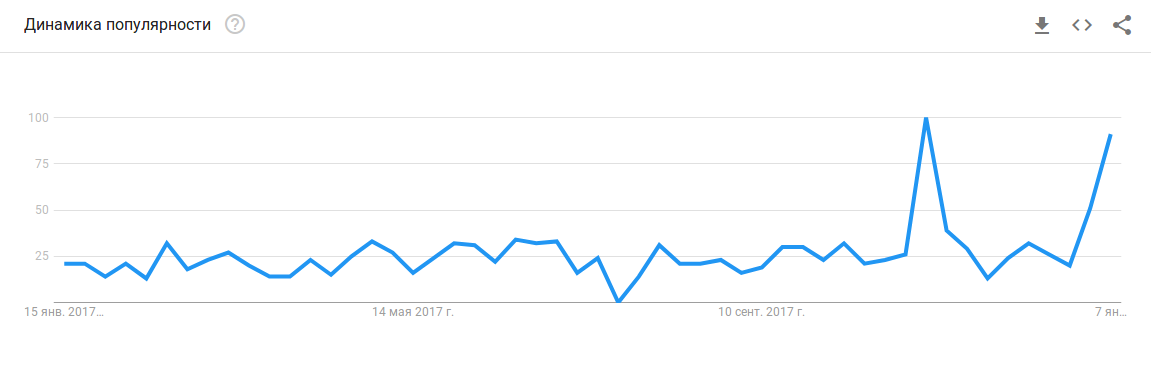 Динамика популярности
100
75
50
25
15 янв. 2017…
14 мая 2017 г.
10 сент. 2017 г.
7 ян…